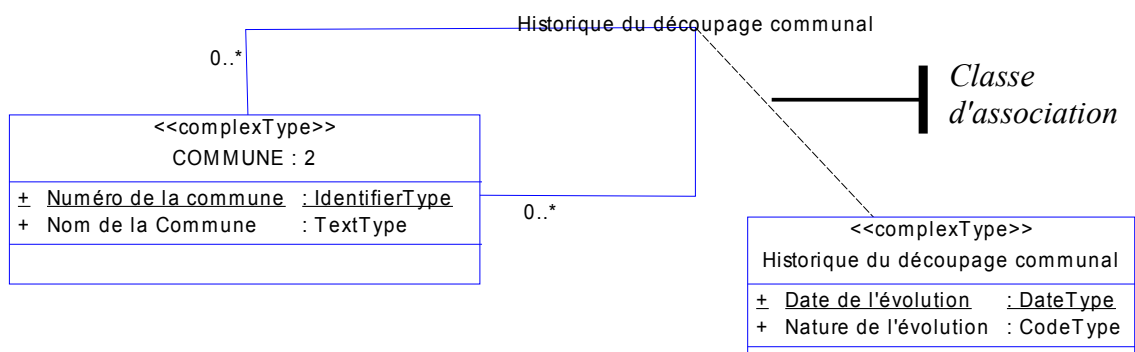 Historique du découpage communal
0..*
Classe
d'association
<<complexType>>
COMMUNE : 2
+ Numéro de la commune : IdentifierType
+ Nom de la Commune : TextType
0..*
<<complexType>>
Historique du découpage communal
+ Date de l'évolution : DateType
+ Nature de l'évolution : CodeType